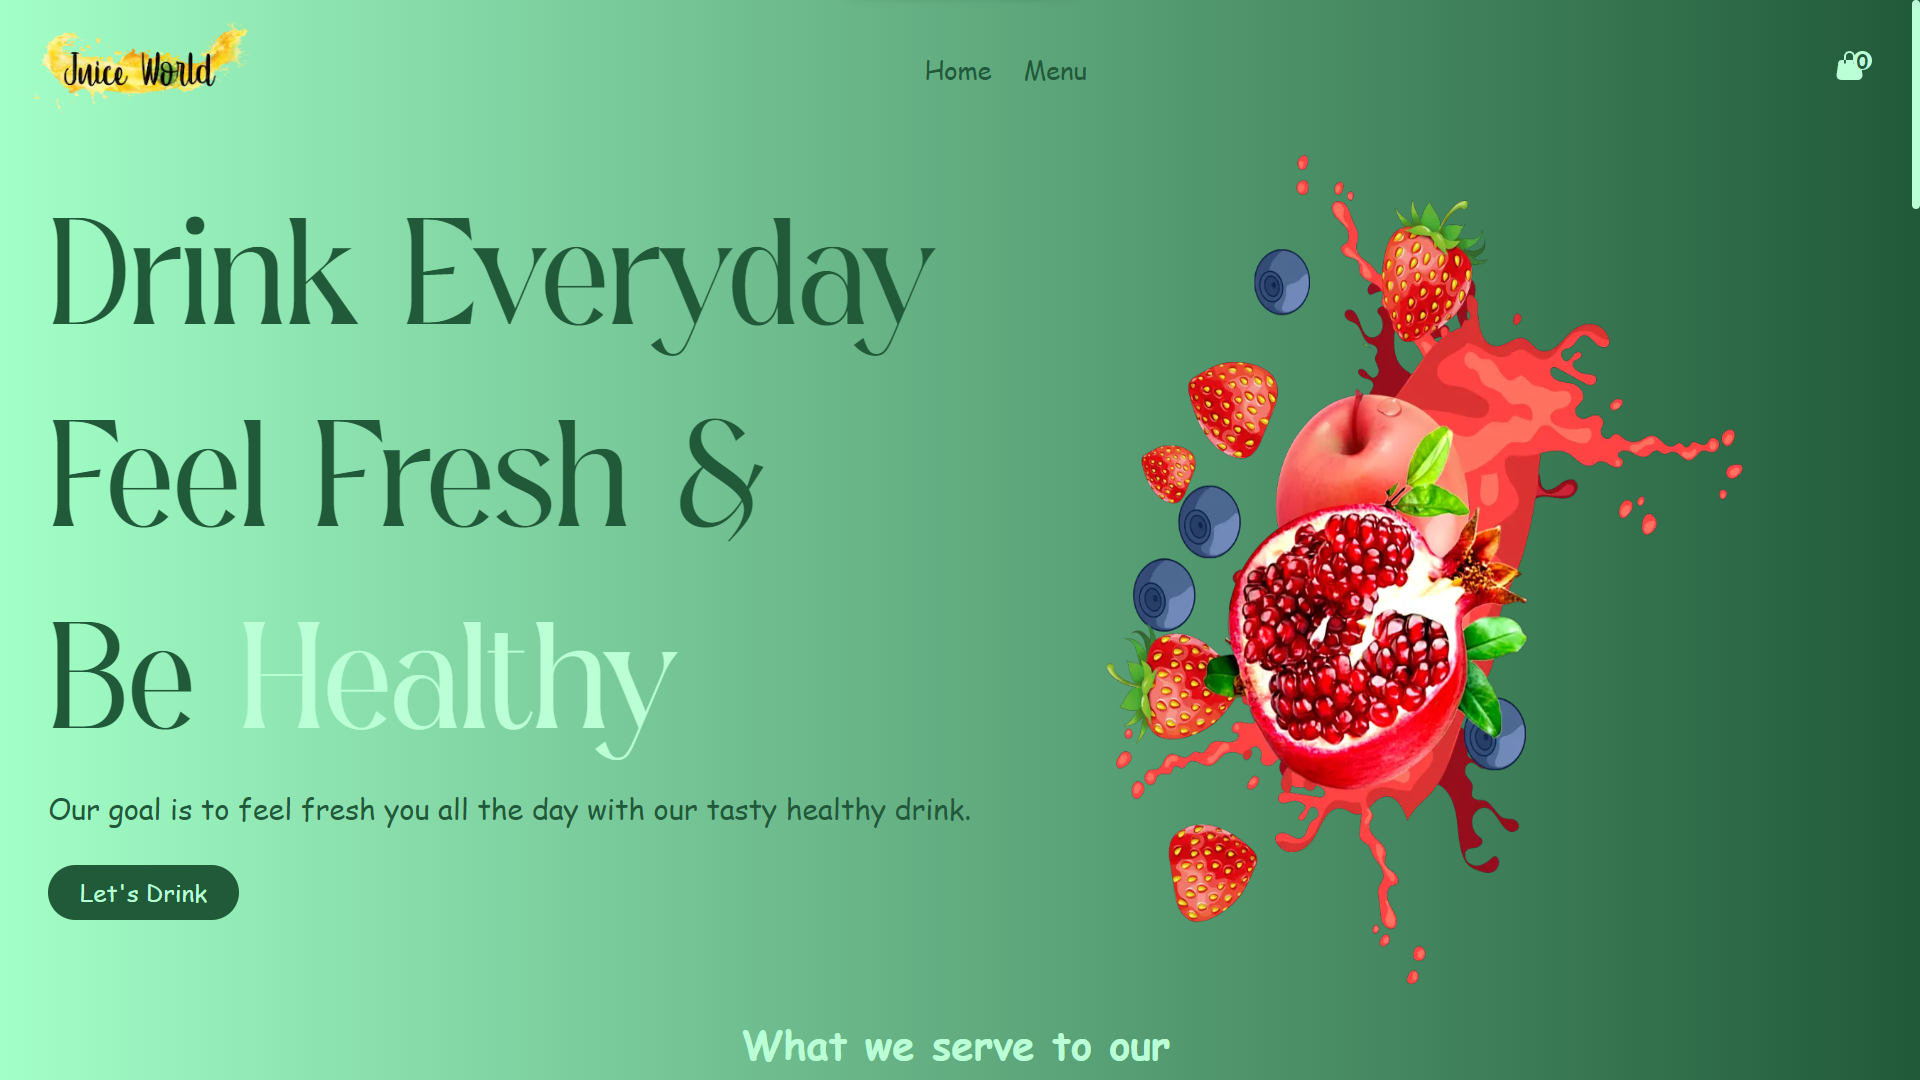 Juice World
Home Menu
0
Drink Everyday
Feel Fresh &
Be Healthy
Our goal is to feel fresh you all the day with our tasty healthy drink.
Let's Drink
What we serve to our